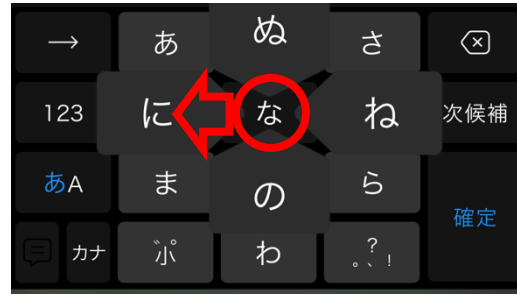 → あ ぬ さ
123 に な ね 次候補
あA ま の ら 確定
カナ 小゛゜ わ 。、?!